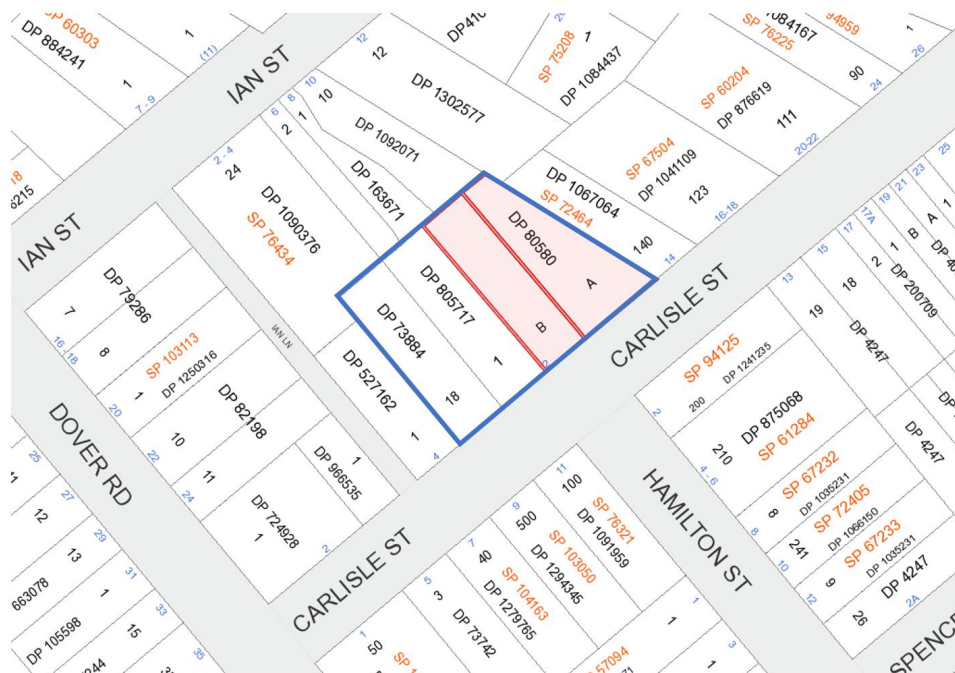 SP 60303
DP 884241
1
(11)
7 - 9
IAN ST
12
12
DP 1302577
SP 75208
1
DP 1084437
1084167
SP 76225
94959
1
26
24
90
SP 60204
DP 876619
111
20-22
SP 67504
DP 1041109
123
16-18
DP 1067064
SP 72464
140
14
10
8
6
10
1
2
DP 1092071
DP 163671
2 - 4
24
DP 1090376
SP 76434
18
6215
IAN ST
DP 80580
A
B
DP 805717
1
DP 73884
18
DP 527162
1
4
IAN LN
CARLISLE ST
DP 79286
7
8
16
18
SP 103113
DP 1250316
1
20
DP 82198
10
11
22
24
1
DP 966535
DP 724928
1
2
DOVER RD
CARLISLE ST
25
27
29
31
33
35
12
13
663078
1
DP 105598
15
244
1
50
5
3
DP 73742
7
40
SP 104163
DP 1279765
9
500
SP 103050
DP 1294345
11
100
SP 76321
DP 1091959
57094
1
1
3
1
HAMILTON ST
13
15
17
17A
19
21
23
25
19
18
2
1
B
A
1
DP 4247
DP 200709
SP 94125
DP 1241235
200
2
DP 875068
SP 61284
210
4 - 6
SP 67232
DP 1035231
8
8
SP 72405
DP 1066150
241
10
SP 67233
DP 1035231
9
12
DP 4247
26
2A
DP 4247
SPENCE